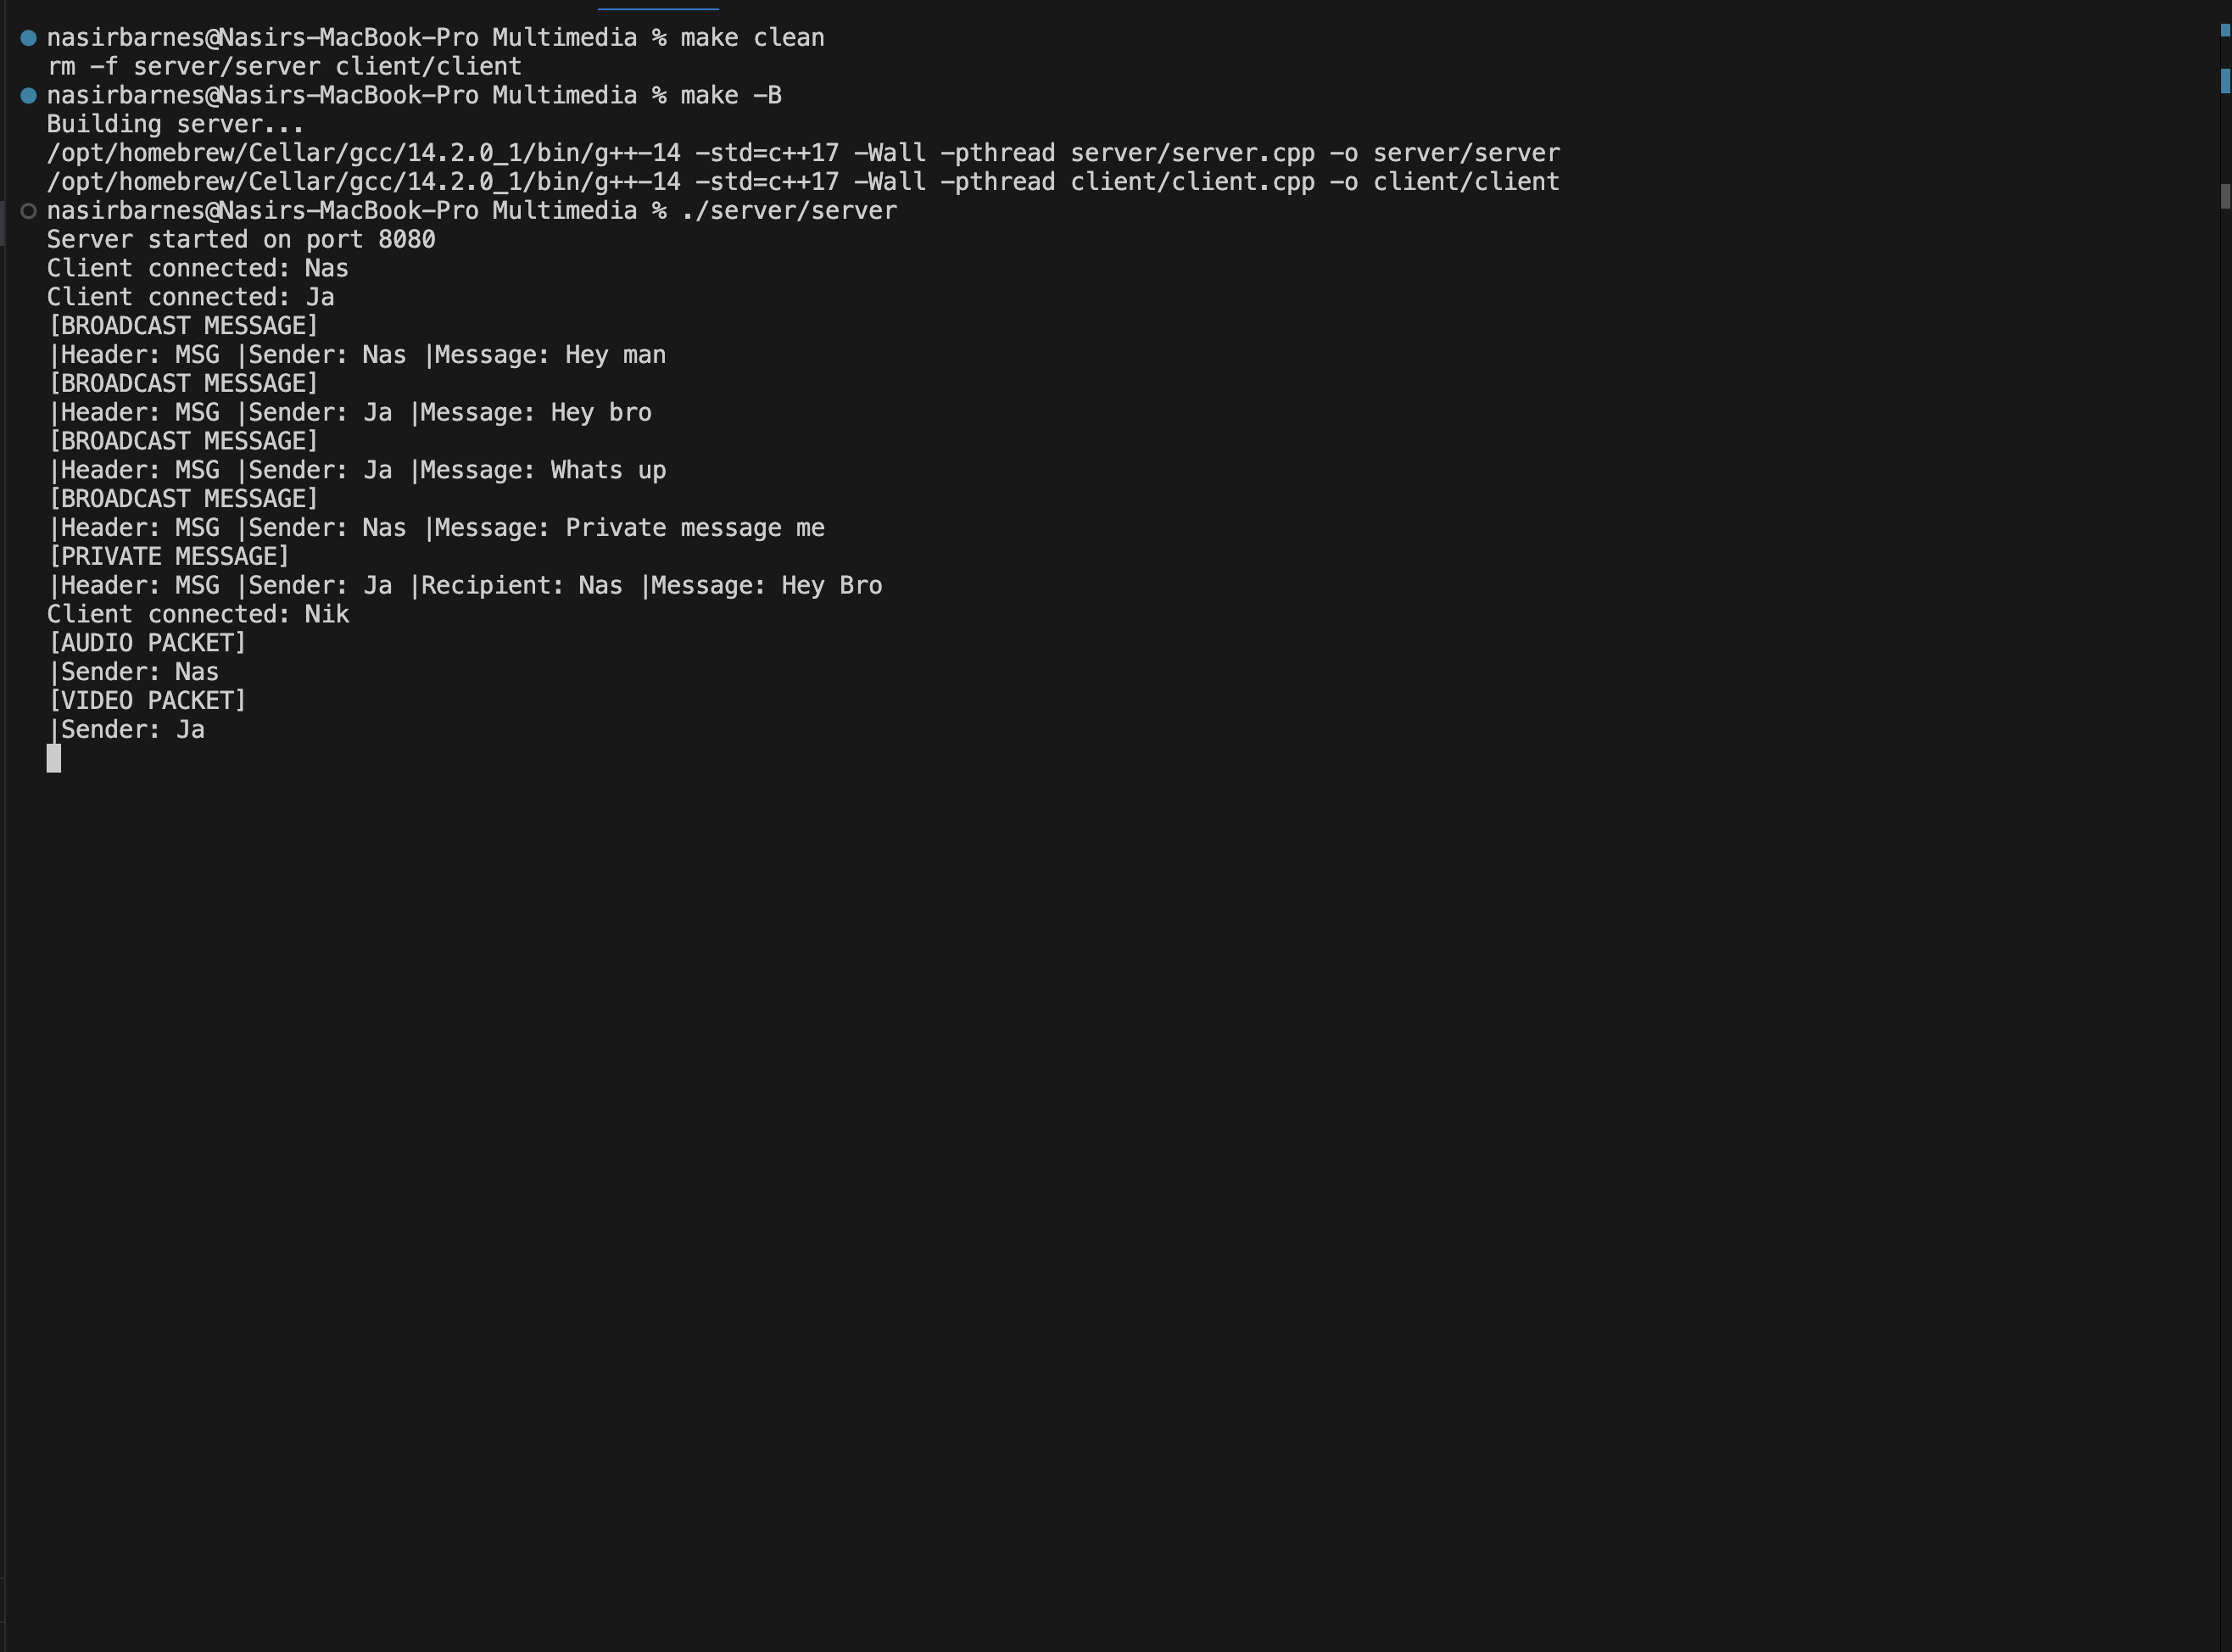 nasirbarnes@Nasirs-MacBook-Pro Multimedia % make clean
rm -f server/server client/client
nasirbarnes@Nasirs-MacBook-Pro Multimedia % make -B
Building server...
/opt/homebrew/Cellar/gcc/14.2.0_1/bin/g++-14 -std=c++17 -Wall -pthread server/server.cpp -o server/server
/opt/homebrew/Cellar/gcc/14.2.0_1/bin/g++-14 -std=c++17 -Wall -pthread client/client.cpp -o client/client
nasirbarnes@Nasirs-MacBook-Pro Multimedia % ./server/server
Server started on port 8080
Client connected: Nas
Client connected: Ja
[BROADCAST MESSAGE]
|Header: MSG |Sender: Nas |Message: Hey man
[BROADCAST MESSAGE]
|Header: MSG |Sender: Ja |Message: Hey bro
[BROADCAST MESSAGE]
|Header: MSG |Sender: Ja |Message: Whats up
[BROADCAST MESSAGE]
|Header: MSG |Sender: Nas |Message: Private message me
[PRIVATE MESSAGE]
|Header: MSG |Sender: Ja |Recipient: Nas |Message: Hey Bro
Client connected: Nik
[AUDIO PACKET]
|Sender: Nas
[VIDEO PACKET]
|Sender: Ja